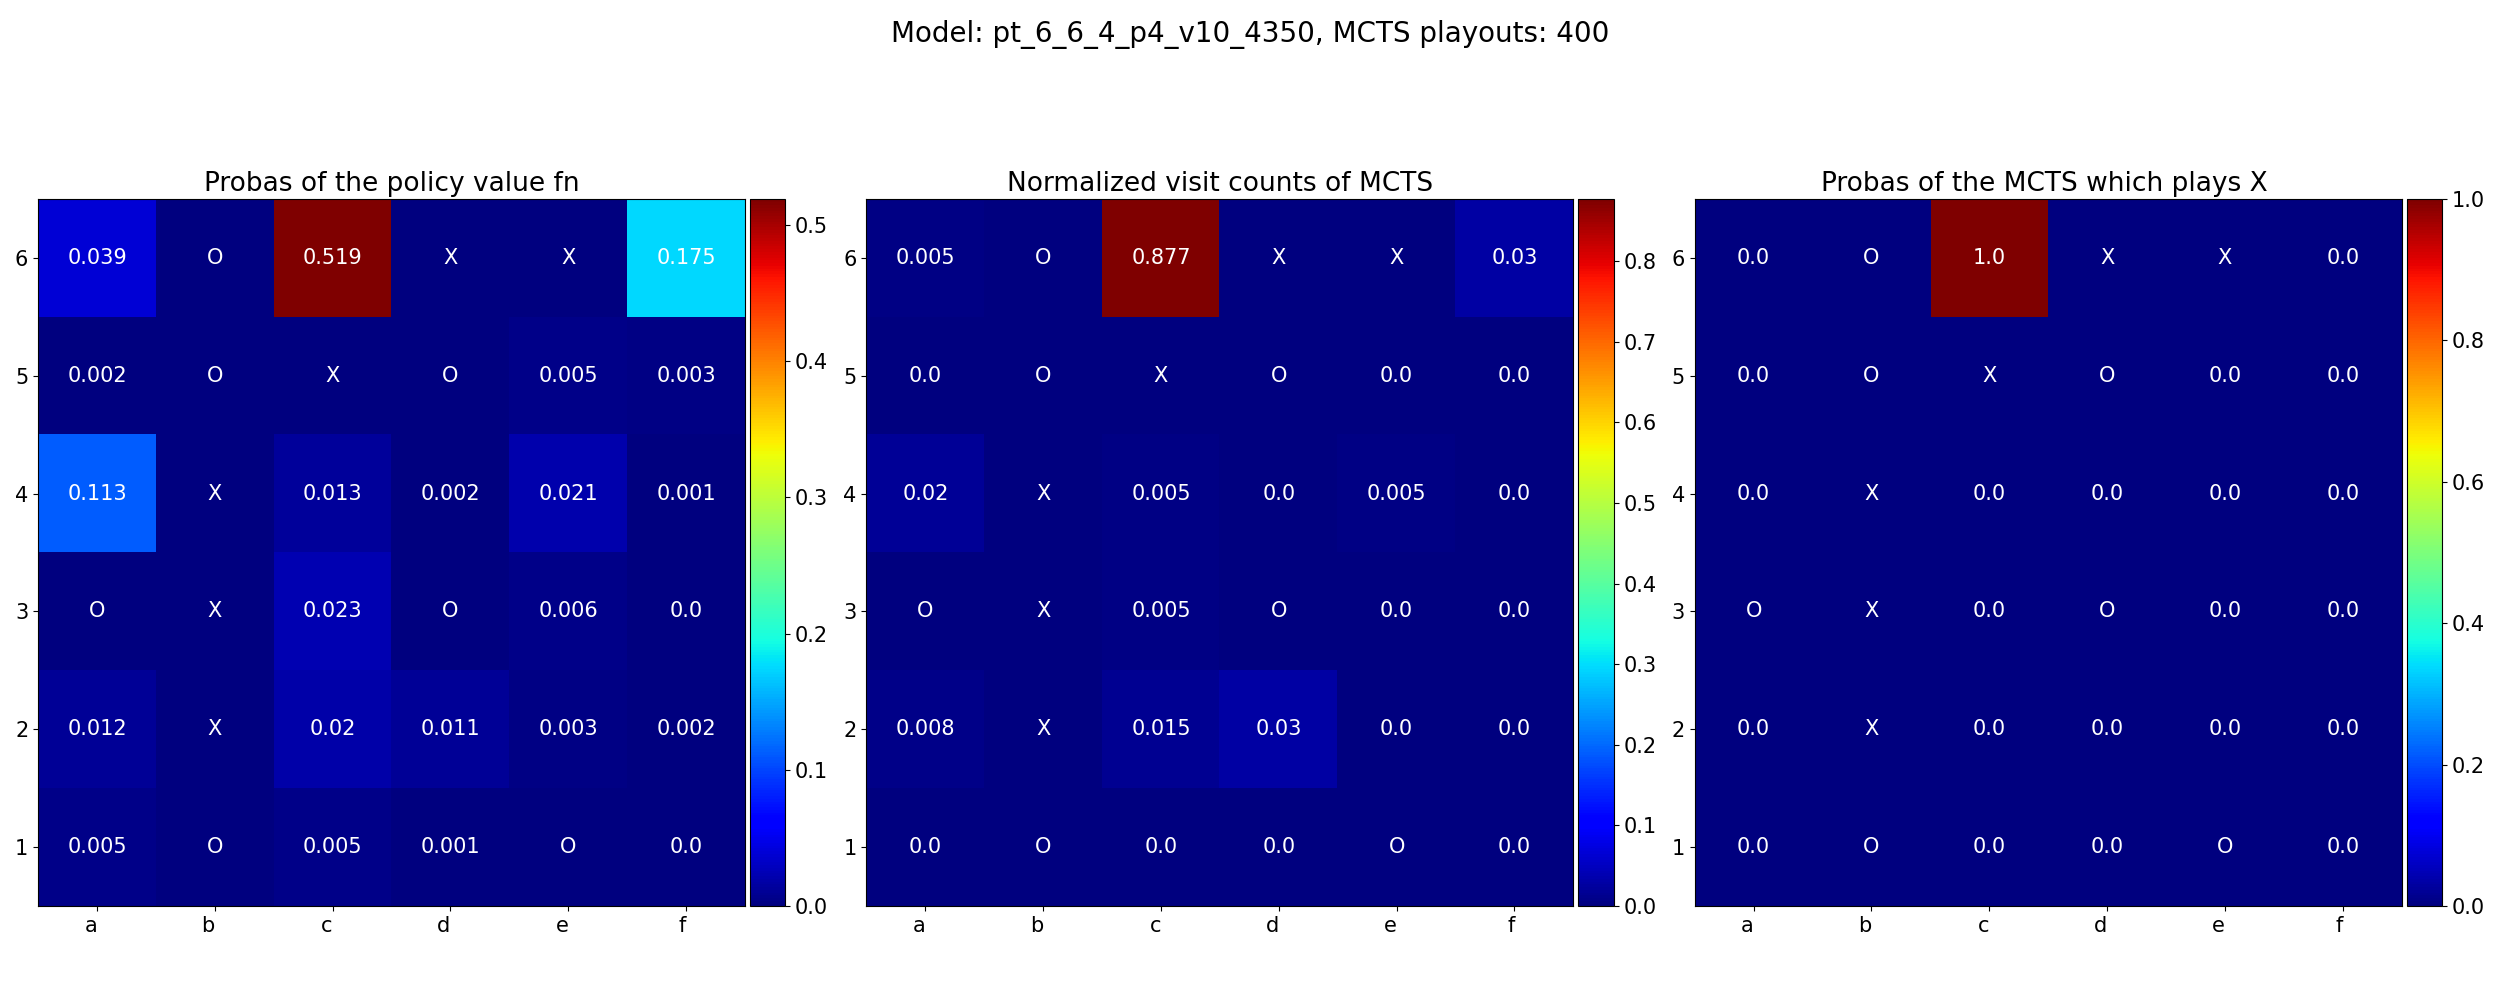 Model: pt_6_6_4_p4_v10_4350, MCTS playouts: 400
Probas of the policy value fn
6 0.039 O 0.519 X X 0.175
5 0.002 O X O 0.005 0.003
4 0.113 X 0.013 0.002 0.021 0.001
3 O X 0.023 O 0.006 0.0
2 0.012 X 0.02 0.011 0.003 0.002
1 0.005 O 0.005 0.001 O 0.0
a b c d e f
0.5
0.4
0.3
0.2
0.1
0.0
Normalized visit counts of MCTS
6 0.005 O 0.877 X X 0.03
5 0.0 O X O 0.0 0.0
4 0.02 X 0.005 0.0 0.005 0.0
3 O X 0.005 O 0.0 0.0
2 0.008 X 0.015 0.03 0.0 0.0
1 0.0 O 0.0 0.0 O 0.0
a b c d e f
0.8
0.7
0.6
0.5
0.4
0.3
0.2
0.1
0.0
Probas of the MCTS which plays X
6 0.0 O 1.0 X X 0.0
5 0.0 O X O 0.0 0.0
4 0.0 X 0.0 0.0 0.0 0.0
3 O X 0.0 O 0.0 0.0
2 0.0 X 0.0 0.0 0.0 0.0
1 0.0 O 0.0 0.0 O 0.0
a b c d e f
1.0
0.8
0.6
0.4
0.2
0.0